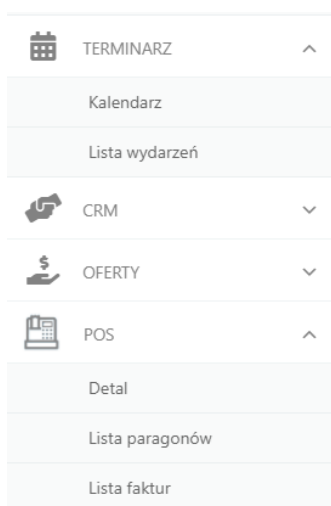 TERMINARZ
Kalendarz
Lista wydarzeń
CRM
OFERTY
POS
Detal
Lista paragonów
Lista faktur